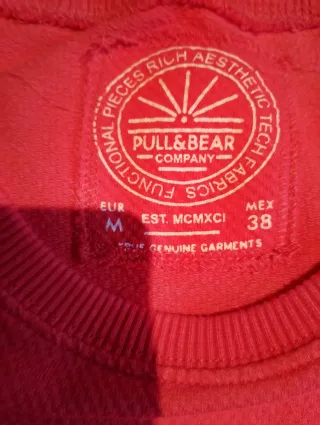 FUNCTIONAL PIECES RICH AESTHETIC TECH FABRICS
PULL&BEAR
COMPANY
EUR
M
EST. MCMXCI
MEX
38
TRUE GENUINE GARMENTS